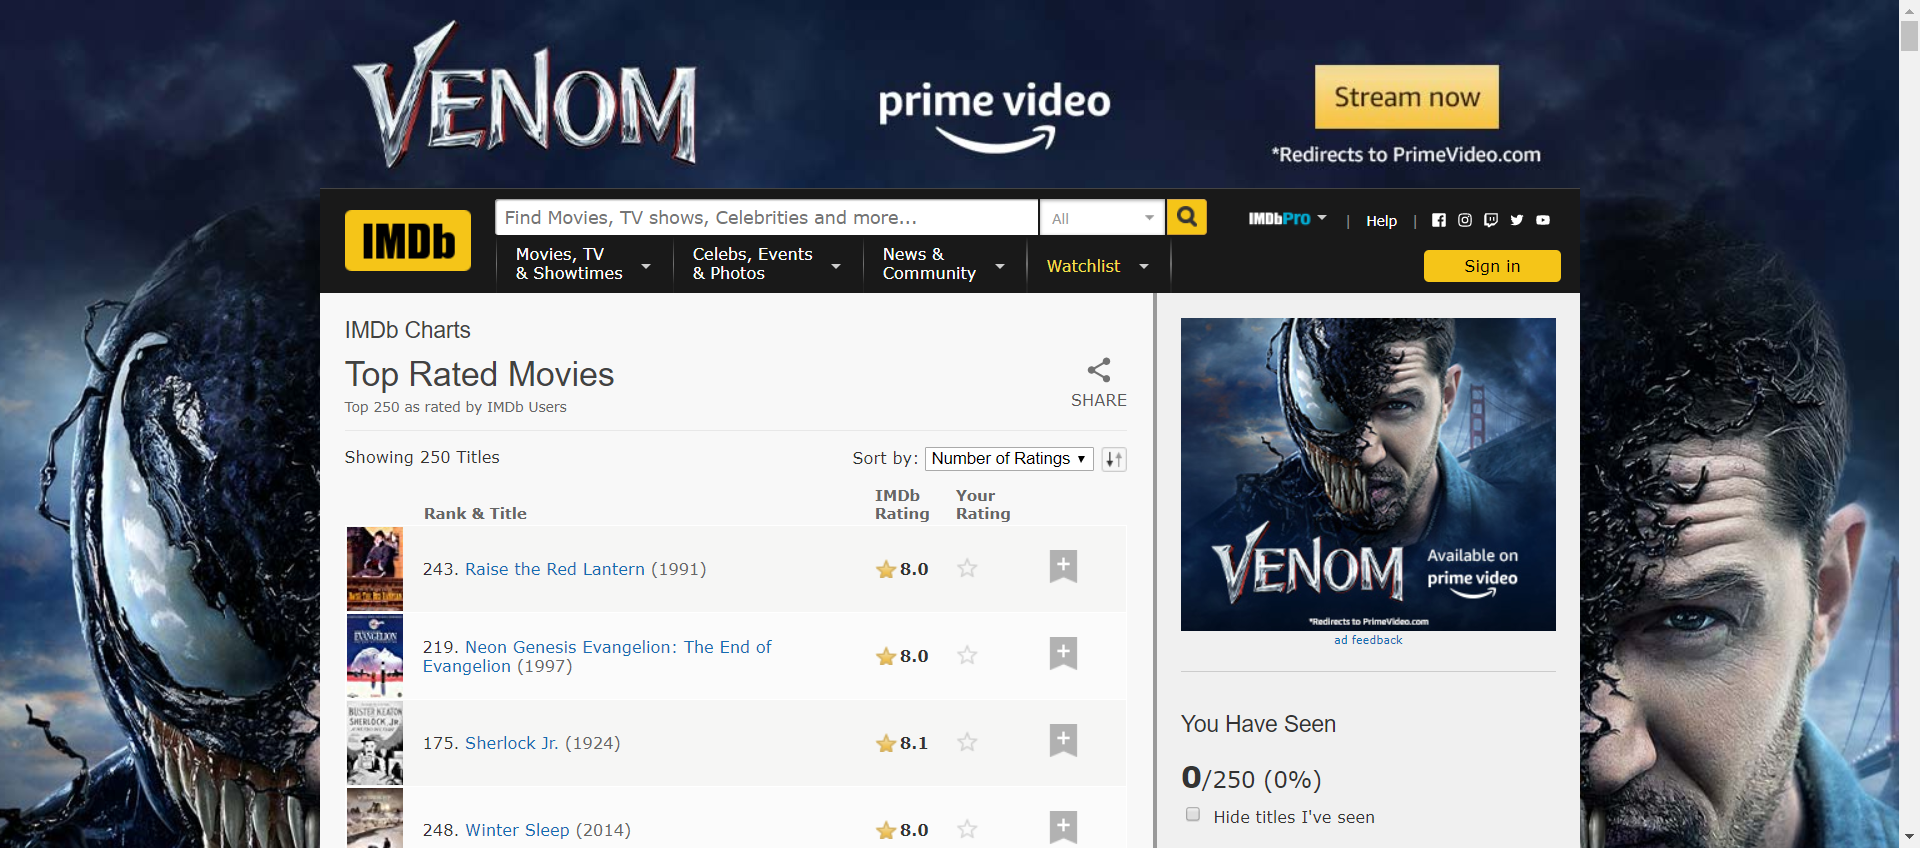 VENOM
prime video
Stream now
*Redirects to PrimeVideo.com
IMDb
Find Movies, TV shows, Celebrities and more...
All
IMDbPro
|
Help
|
Movies, TV
& Showtimes
Celebs, Events
& Photos
News &
Community
Watchlist
Sign in
IMDb Charts
Top Rated Movies
Top 250 as rated by IMDb Users
SHARE
Showing 250 Titles
Sort by: Number of Ratings
Rank & Title
IMDb
Rating
Your
Rating
243. Raise the Red Lantern (1991)
8.0
EVANGELION
219. Neon Genesis Evangelion: The End of
Evangelion (1997)
8.0
BUSTER KEATON
SHERLOCK JR.
175. Sherlock Jr. (1924)
8.1
248. Winter Sleep (2014)
8.0
VENOM
Available on
prime video
*Redirects to PrimeVideo.com
ad feedback
You Have Seen
0/250 (0%)
Hide titles I've seen